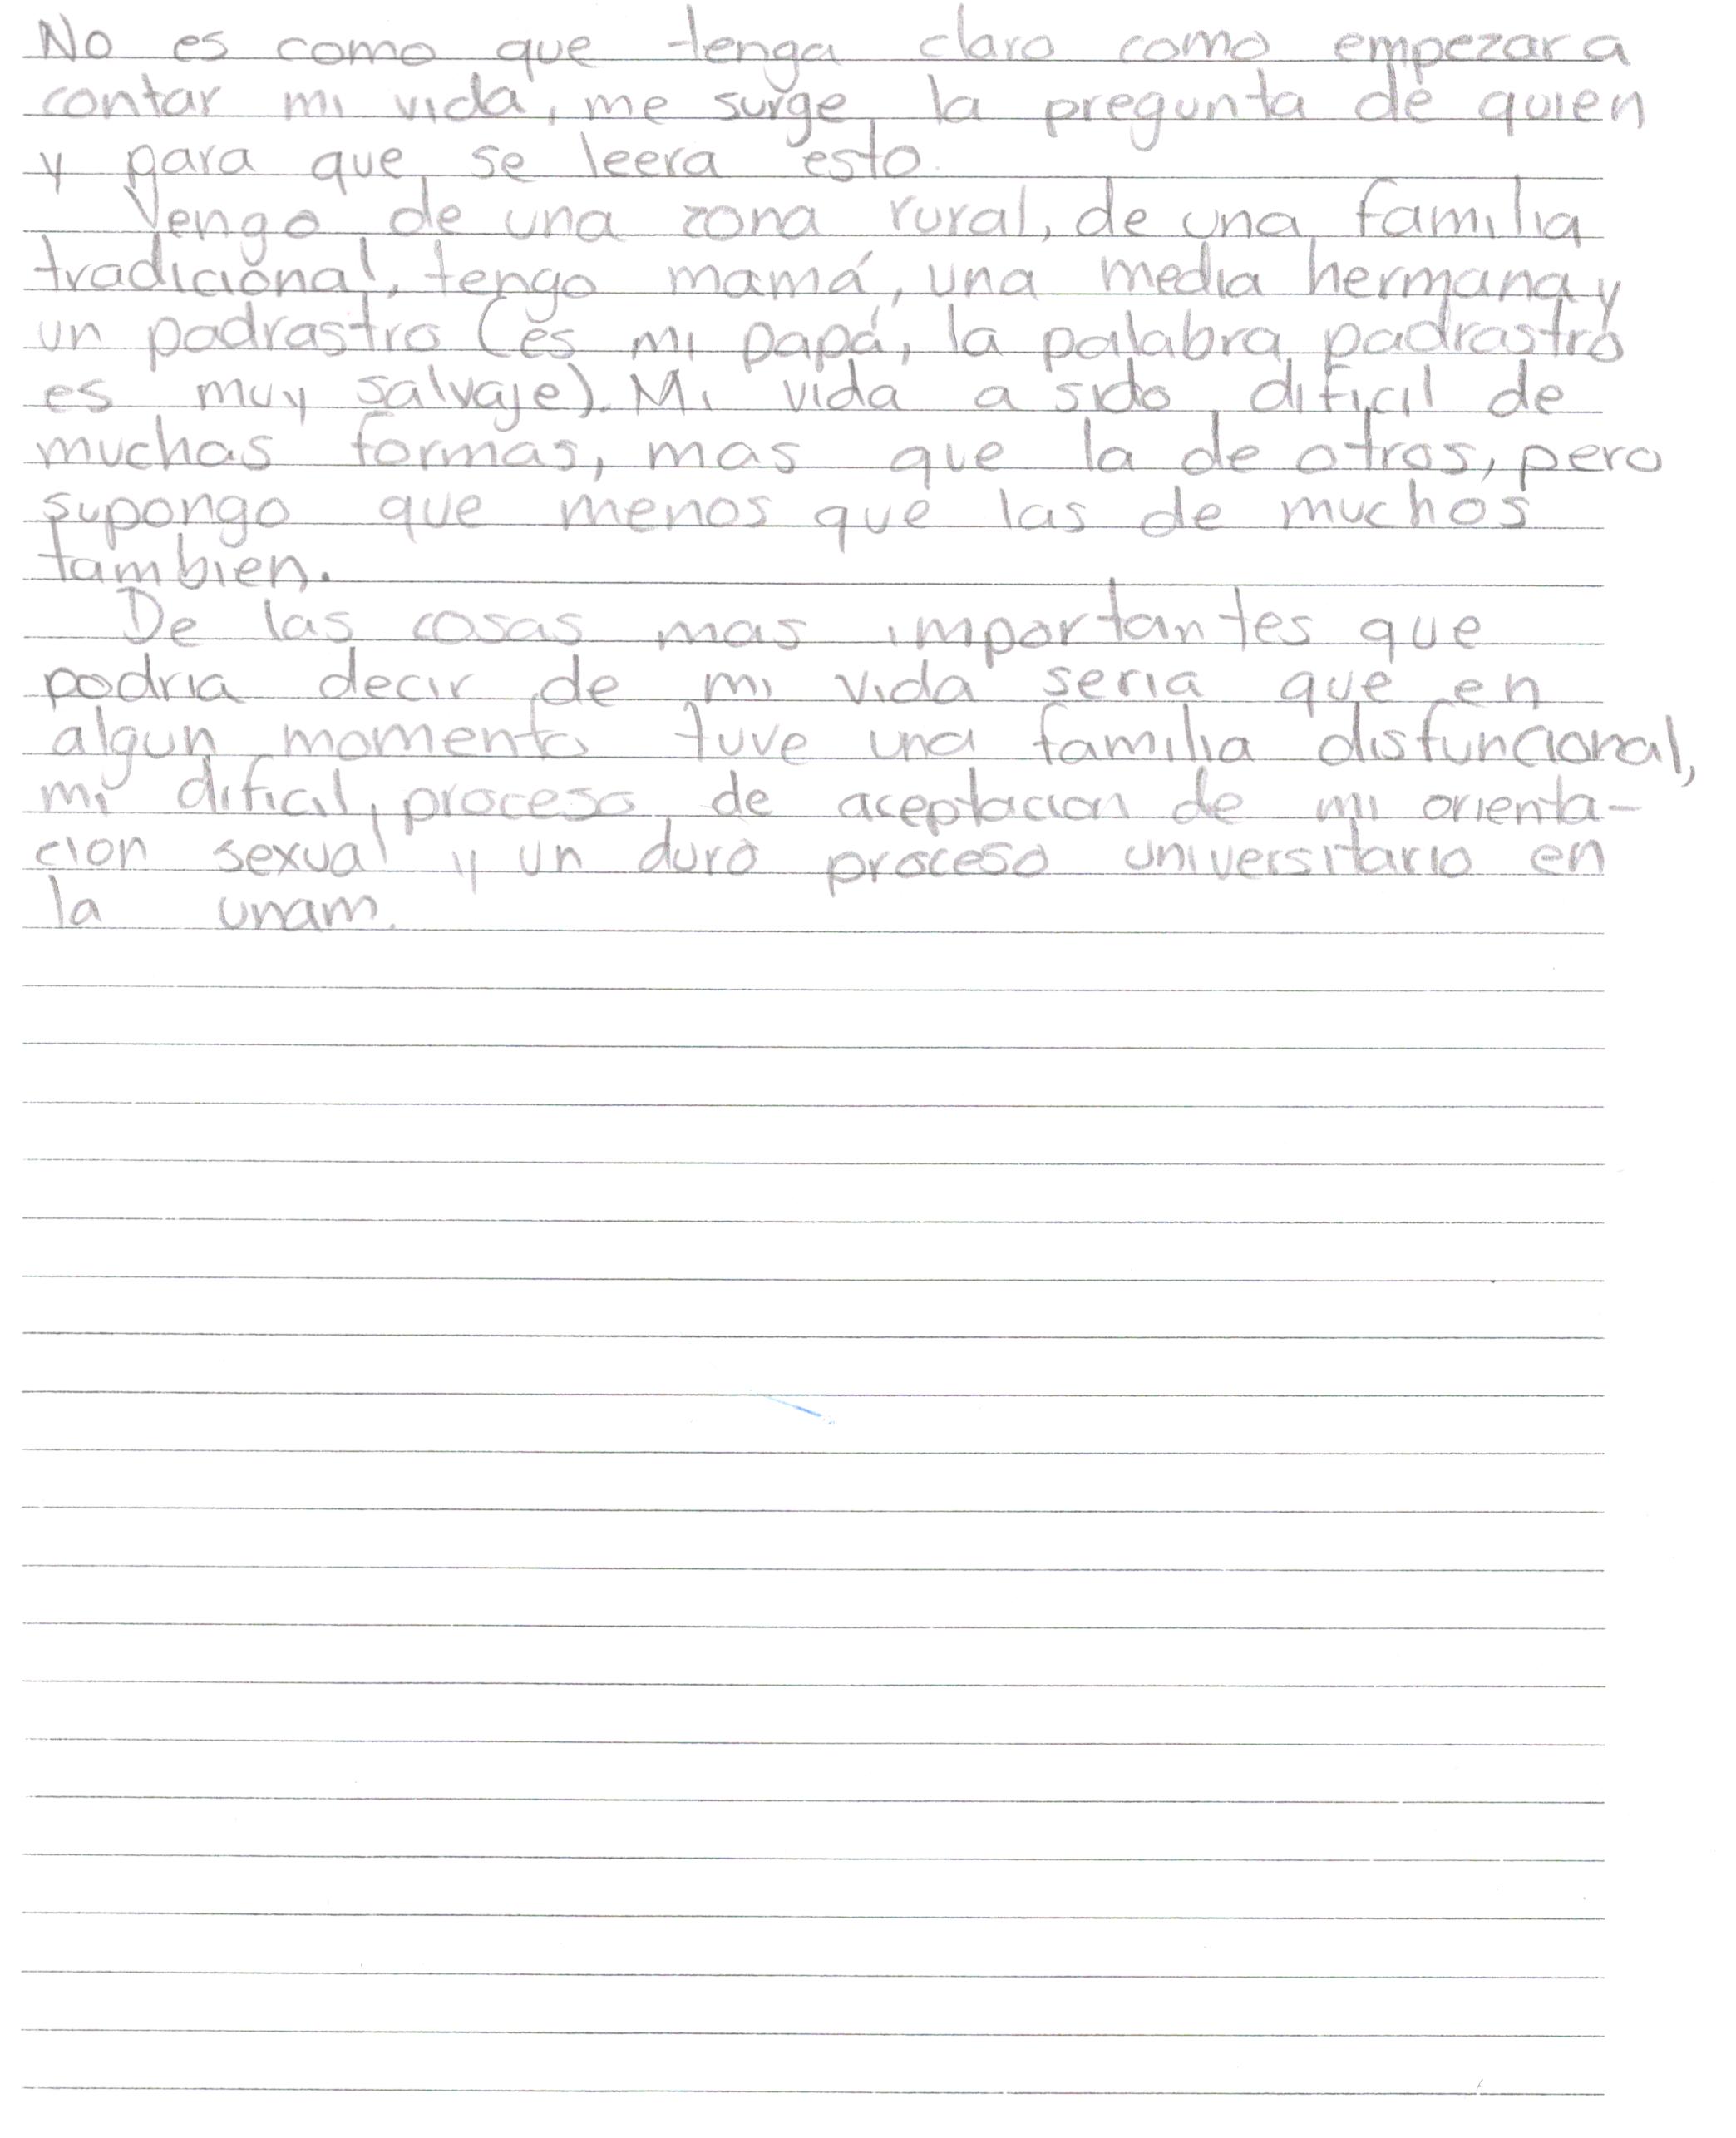 No es como que tenga claro como empezar a
contar mi vida, me surge la pregunta de quien
y para que se leera esto.
Vengo de una zona rural, de una familia
tradicional, tengo mamá, una media hermana y
un padrastro (es mi papá, la palabra padrastro
es muy salvaje). Mi vida a sido dificil de
muchas formas, mas que la de otros, pero
supongo que menos que las de muchos
tambien.
De las cosas mas importantes que
podria decir de mi vida seria que en
algun momento tuve una familia disfuncional,
mi dificil proceso de aceptacion de mi orienta-
cion sexual y un duro proceso universitario en
la unam.